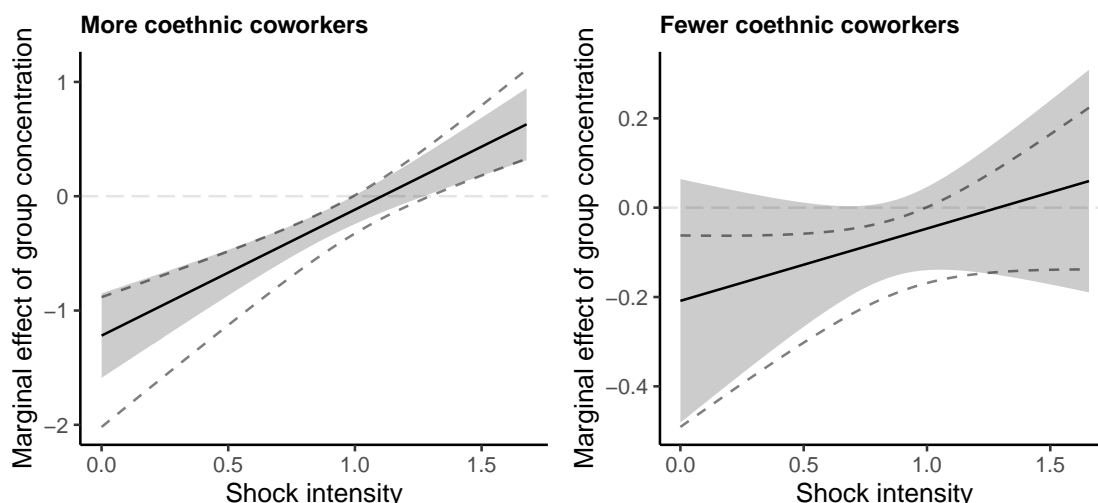 More coethnic coworkers
Marginal effect of group concentration
1
0
−1
−2
0.0 0.5 1.0 1.5
Shock intensity
Fewer coethnic coworkers
Marginal effect of group concentration
0.2
0.0
−0.2
−0.4
0.0 0.5 1.0 1.5
Shock intensity